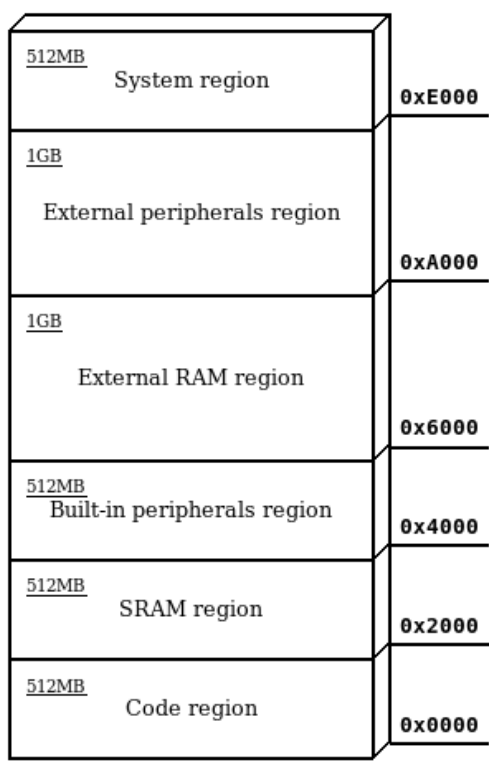 512MB
System region
0xE000
1GB
External peripherals region
0xA000
1GB
External RAM region
0x6000
512MB
Built-in peripherals region
0x4000
512MB
SRAM region
0x2000
512MB
Code region
0x0000